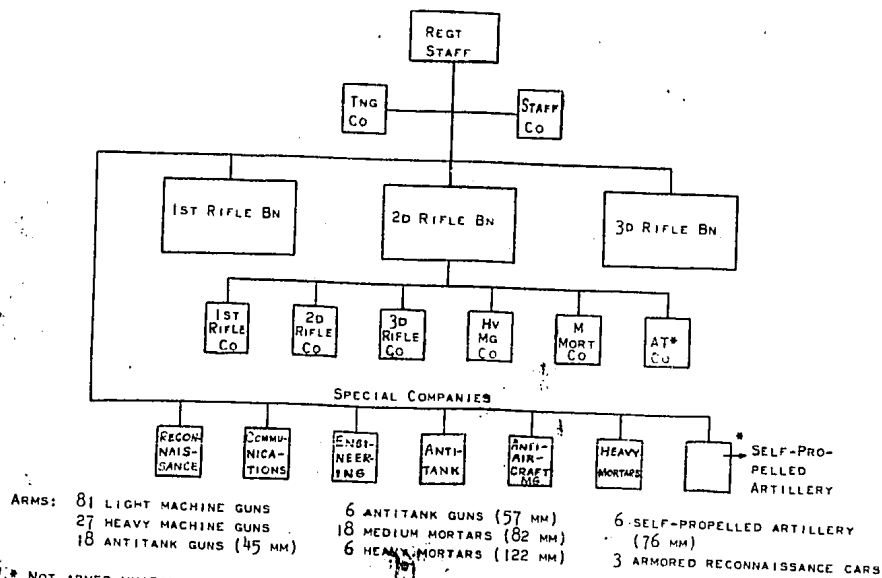 REGT
STAFF
TNG
CO
STAFF
CO
1ST RIFLE BN
2D RIFLE BN
3D RIFLE BN
1ST
RIFLE
CO
2D
RIFLE
CO
3D
RIFLE
CO
HV
MG
CO
M
MORT
CO
AT*
CO
SPECIAL COMPANIES
RECON-
NAIS-
SANCE
COMMU-
NICA-
TIONS
ENGI-
NEER-
ING
ANTI-
TANK
ANTI-
AIR-
CRAFT
MG
HEAVY
MORTARS
*
SELF-PRO-
PELLED
ARTILLERY
ARMS: 81 LIGHT MACHINE GUNS
27 HEAVY MACHINE GUNS
18 ANTITANK GUNS (45 MM)
6 ANTITANK GUNS (57 MM)
18 MEDIUM MORTARS (82 MM)
6 HEAVY MORTARS (122 MM)
6 SELF-PROPELLED ARTILLERY
(76 MM)
3 ARMORED RECONNAISSANCE CARS
* NOT ARMED